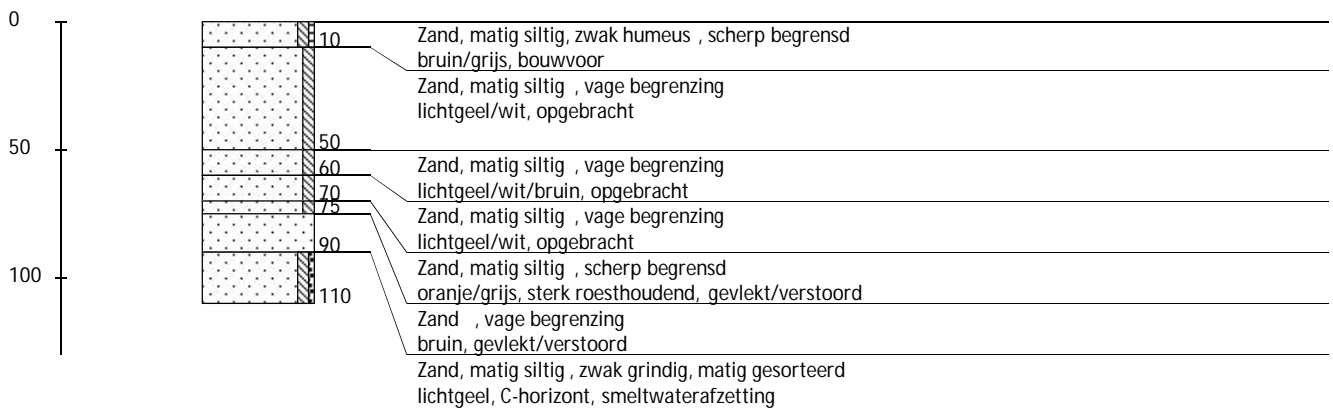 0
10
Zand, matig siltig, zwak humeus , scherp begrensd
bruin/grijs, bouwvoor
Zand, matig siltig , vage begrenzing
lichtgeel/wit, opgebracht
50
50
Zand, matig siltig , vage begrenzing
60
lichtgeel/wit/bruin, opgebracht
70
75
Zand, matig siltig , vage begrenzing
lichtgeel/wit, opgebracht
90
100
Zand, matig siltig , scherp begrensd
oranje/grijs, sterk roesthoudend, gevlekt/verstoord
110
Zand , vage begrenzing
bruin, gevlekt/verstoord
Zand, matig siltig , zwak grindig, matig gesorteerd
lichtgeel, C-horizont, smeltwaterafzetting